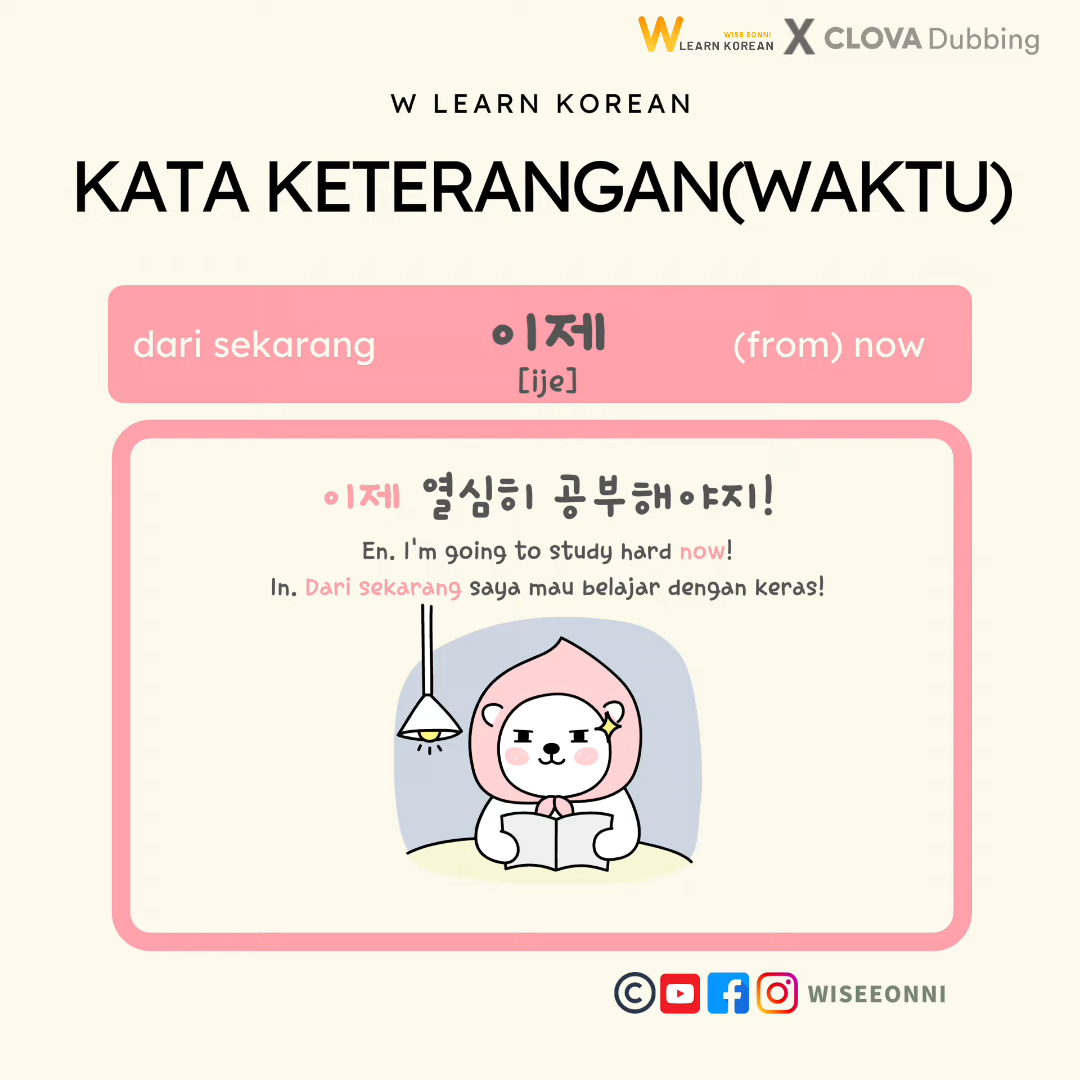 W WISE EONNI LEARN KOREAN X CLOVA Dubbing
W LEARN KOREAN
KATA KETERANGAN(WAKTU)
dari sekarang 이제 (from) now
[ije]
이제 열심히 공부해야지!
En. I'm going to study hard now!
In. Dari sekarang saya mau belajar dengan keras!
© WISEEONNI